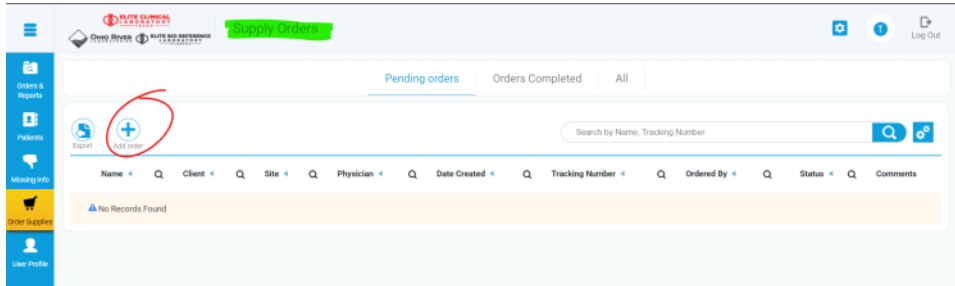 ELITE CLINICAL
LABORATORY
TEXAS
OHIO RIVER
LABORATORIES
ELITE BIO REFERENCE
LABORATORY
Supply Orders
T
Log Out
Orders &
Reports
Patients
Missing Info
Order Supplies
User Profile
Pending orders
Orders Completed
All
Export
Add order
Search by Name, Tracking Number
Name Client Site Physician Date Created Tracking Number Ordered By Status Comments
No Records Found